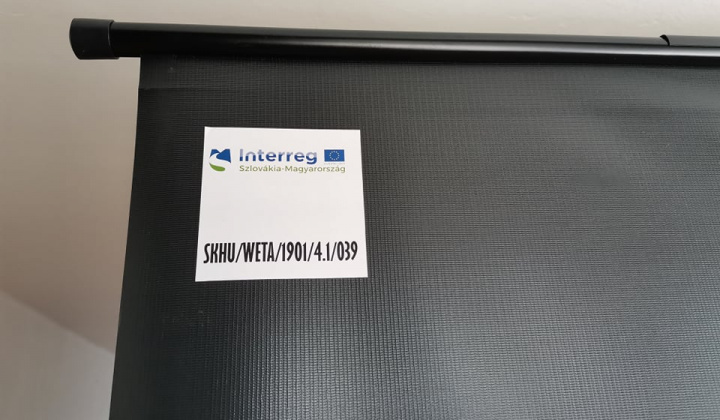 Interreg
Szlovákia-Magyarország
SKHU/WETA/1901/4.1/039